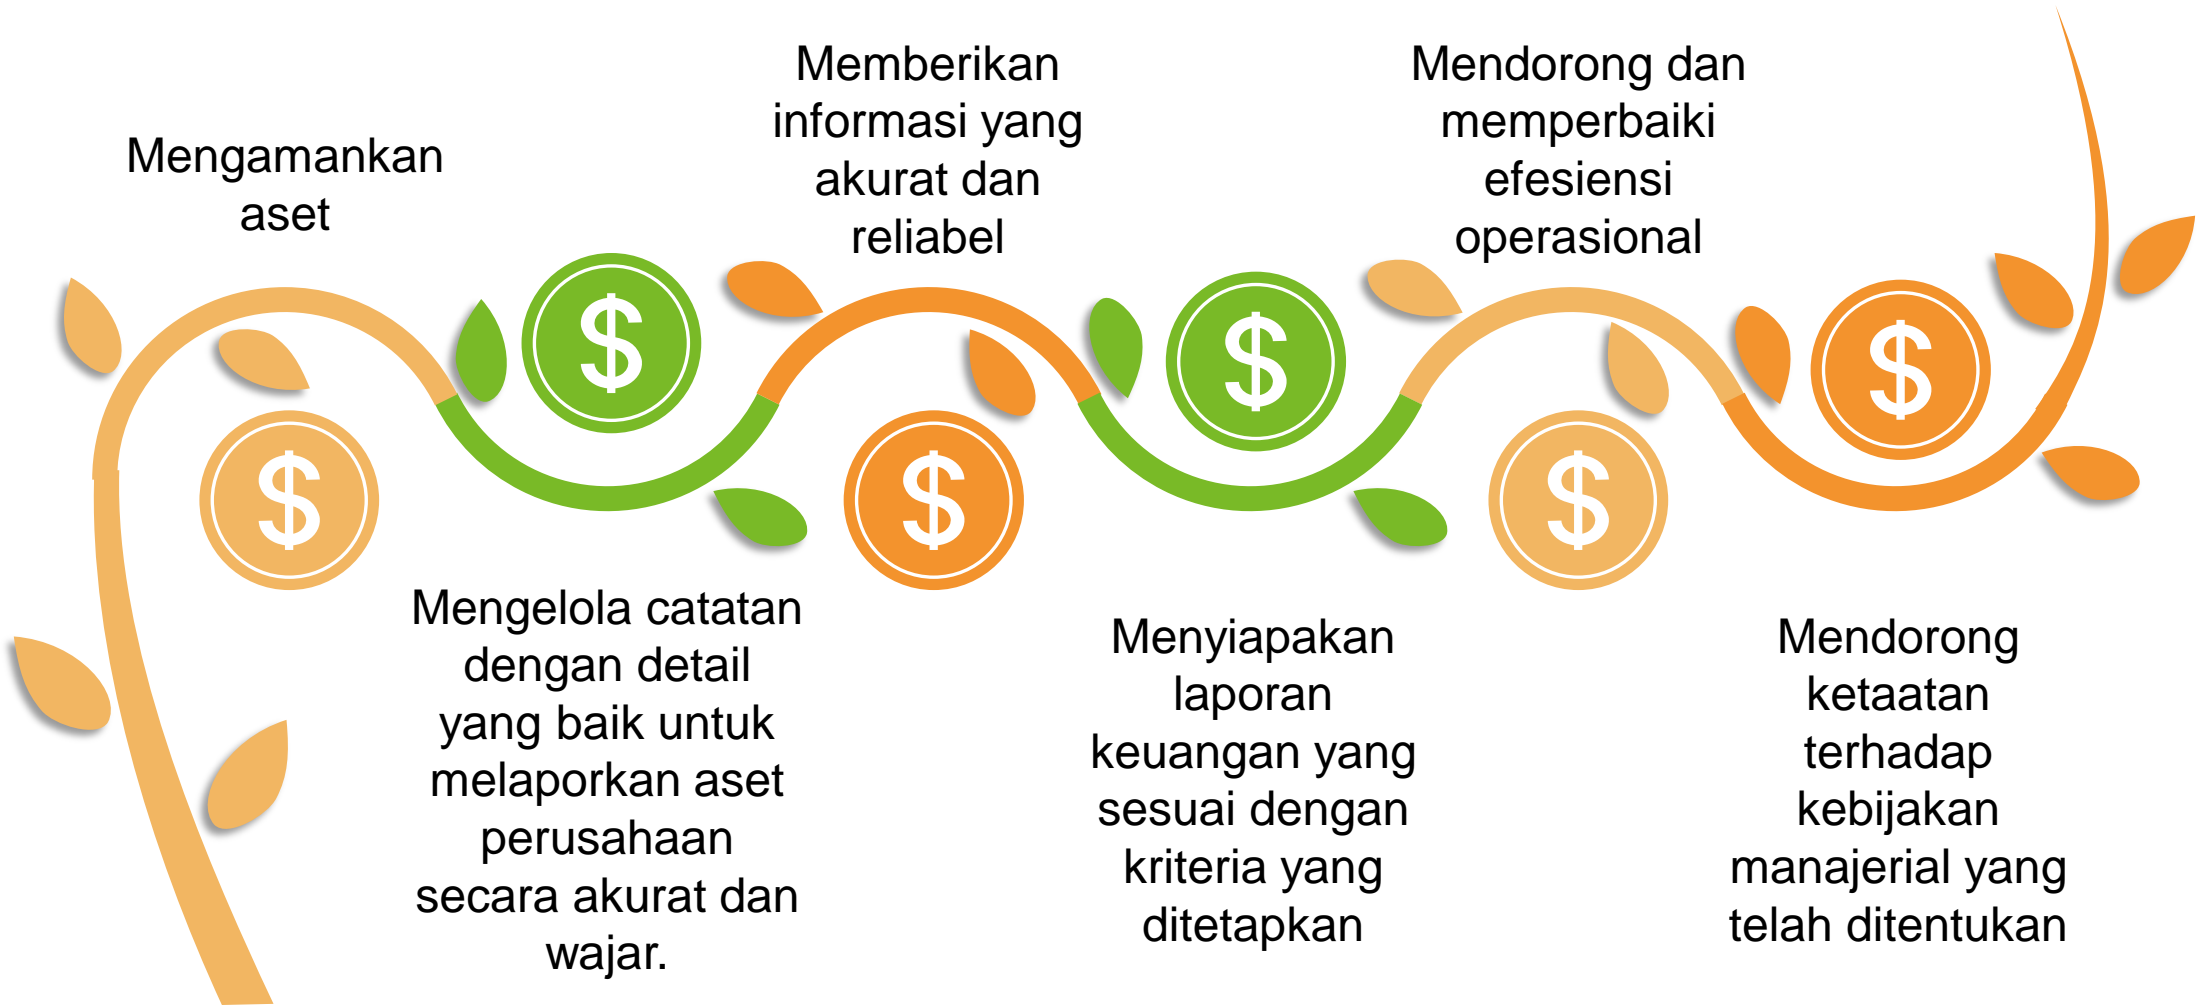 Mengamankan
aset
Mengelola catatan
dengan detail
yang baik untuk
melaporkan aset
perusahaan
secara akurat dan
wajar.
Memberikan
informasi yang
akurat dan
reliabel
Menyiapakan
laporan
keuangan yang
sesuai dengan
kriteria yang
ditetapkan
Mendorong dan
memperbaiki
efesiensi
operasional
Mendorong
ketaatan
terhadap
kebijakan
manajerial yang
telah ditentukan
$
$
$
$
$
$